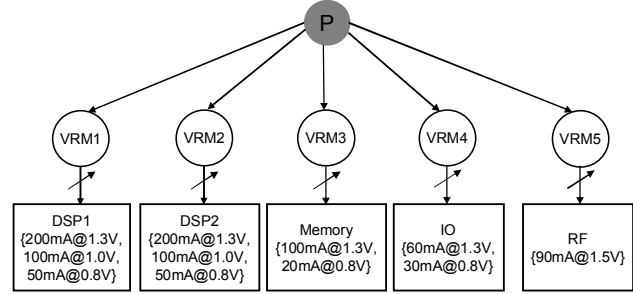 P
VRM1
VRM2
VRM3
VRM4
VRM5
DSP1
{200mA@1.3V,
100mA@1.0V,
50mA@0.8V}
DSP2
{200mA@1.3V,
100mA@1.0V,
50mA@0.8V}
Memory
{100mA@1.3V,
20mA@0.8V}
IO
{60mA@1.3V,
30mA@0.8V}
RF
{90mA@1.5V}